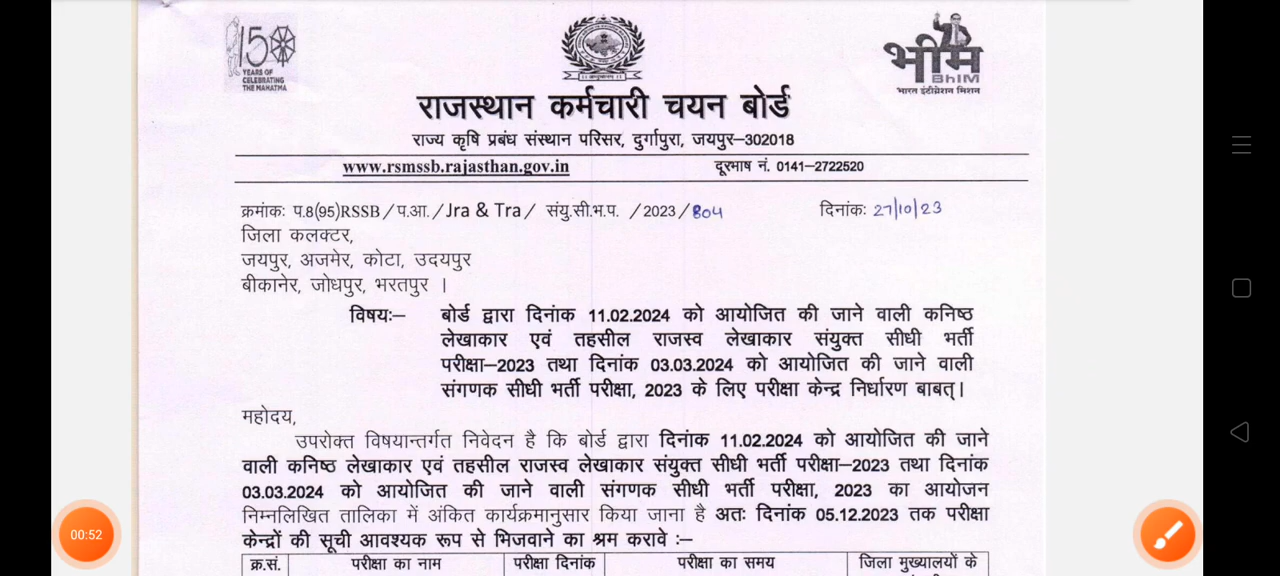 150
YEARS OF
CELEBRATING
THE MAHATMA
भीम
BhIM
भारत इंटीग्रेशन मिशन
राजस्थान कर्मचारी चयन बोर्ड
राज्य कृषि प्रबंध संस्थान परिसर, दुर्गापुरा, जयपुर–302018
www.rsmssb.rajasthan.gov.in दूरभाष नं. 0141–2722520
क्रमांकः प.8(95)RSSB/प.आ./Jra & Tra/ संयु.सी.भ.प. /2023/804 दिनांकः 27/10/23
जिला कलक्टर,
जयपुर, अजमेर, कोटा, उदयपुर
बीकानेर, जोधपुर, भरतपुर ।
विषयः– बोर्ड द्वारा दिनांक 11.02.2024 को आयोजित की जाने वाली कनिष्ठ
लेखाकार एवं तहसील राजस्व लेखाकार संयुक्त सीधी भर्ती
परीक्षा–2023 तथा दिनांक 03.03.2024 को आयोजित की जाने वाली
संगणक सीधी भर्ती परीक्षा, 2023 के लिए परीक्षा केन्द्र निर्धारण बाबत्।
महोदय,
उपरोक्त विषयान्तर्गत निवेदन है कि बोर्ड द्वारा दिनांक 11.02.2024 को आयोजित की जाने
वाली कनिष्ठ लेखाकार एवं तहसील राजस्व लेखाकार संयुक्त सीधी भर्ती परीक्षा–2023 तथा दिनांक
03.03.2024 को आयोजित की जाने वाली संगणक सीधी भर्ती परीक्षा, 2023 का आयोजन
निम्नलिखित तालिका में अंकित कार्यक्रमानुसार किया जाना है अतः दिनांक 05.12.2023 तक परीक्षा
केन्द्रों की सूची आवश्यक रूप से भिजवाने का श्रम करावे :–
क्र.सं. परीक्षा का नाम परीक्षा दिनांक परीक्षा का समय जिला मुख्यालयों के
00:52